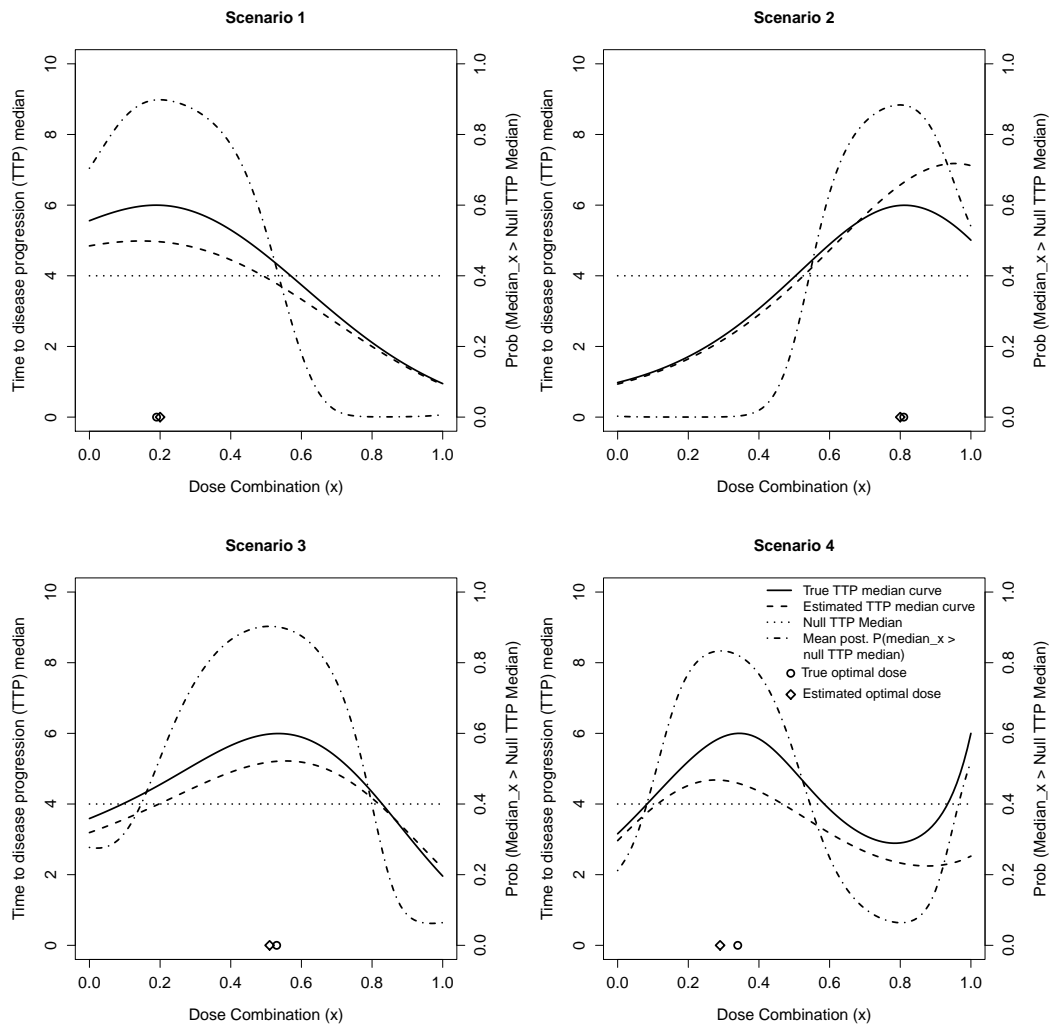 Scenario 1
Time to disease progression (TTP) median
0 2 4 6 8 10
Prob (Median_x > Null TTP Median)
0.0 0.2 0.4 0.6 0.8 1.0
0.0 0.2 0.4 0.6 0.8 1.0
Dose Combination (x)
Scenario 2
Time to disease progression (TTP) median
0 2 4 6 8 10
Prob (Median_x > Null TTP Median)
0.0 0.2 0.4 0.6 0.8 1.0
0.0 0.2 0.4 0.6 0.8 1.0
Dose Combination (x)
Scenario 3
Time to disease progression (TTP) median
0 2 4 6 8 10
Prob (Median_x > Null TTP Median)
0.0 0.2 0.4 0.6 0.8 1.0
0.0 0.2 0.4 0.6 0.8 1.0
Dose Combination (x)
Scenario 4
Time to disease progression (TTP) median
0 2 4 6 8 10
True TTP median curve
Estimated TTP median curve
Null TTP Median
Mean post. P(median_x >
null TTP median)
True optimal dose
Estimated optimal dose
Prob (Median_x > Null TTP Median)
0.0 0.2 0.4 0.6 0.8 1.0
0.0 0.2 0.4 0.6 0.8 1.0
Dose Combination (x)